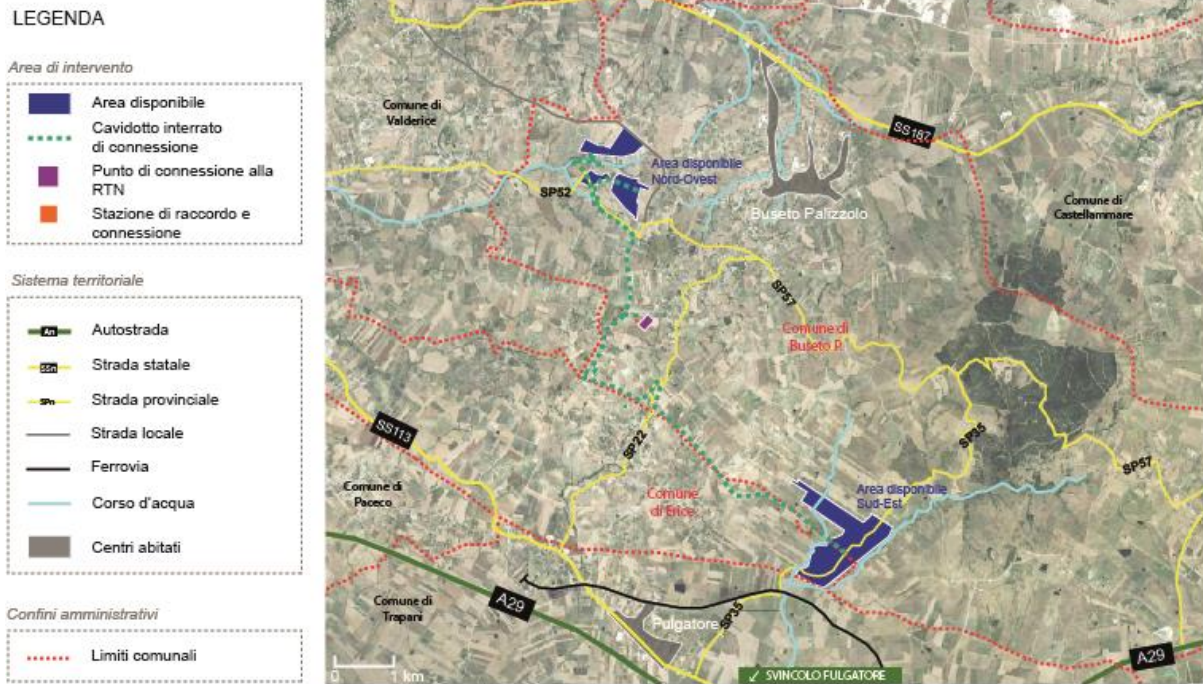 LEGENDA
Area di intervento
Area disponibile
Cavidotto interrato
di connessione
Punto di connessione alla
RTN
Stazione di raccordo e
connessione
Sistema territoriale
An
Autostrada
SSn
Strada statale
SPn
Strada provinciale
Strada locale
Ferrovia
Corso d'acqua
Centri abitati
Confini amministrativi
Limiti comunali
Comune di
Valderice
SS187
Area disponibile
Nord-Ovest
SP52
Buseto Palizzolo
Comune di
Castellammare
SP57
Comune di
Buseto P.
SS113
SP22
SP35
SP57
Comune di
Paceco
Comune
di Erice
Area disponibile
Sud-Est
Comune di
Trapani
A29
Fulgatore
SP35
A29
0 1 km
↙ SVINCOLO FULGATORE